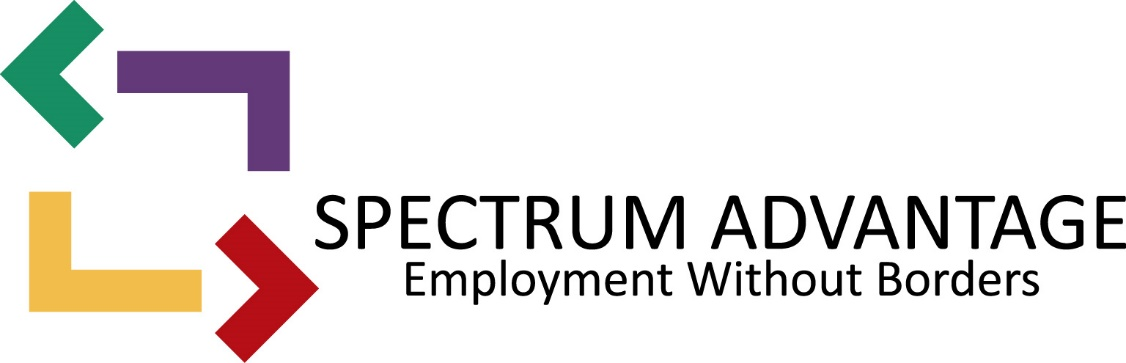 SPECTRUM ADVANTAGE
Employment Without Borders